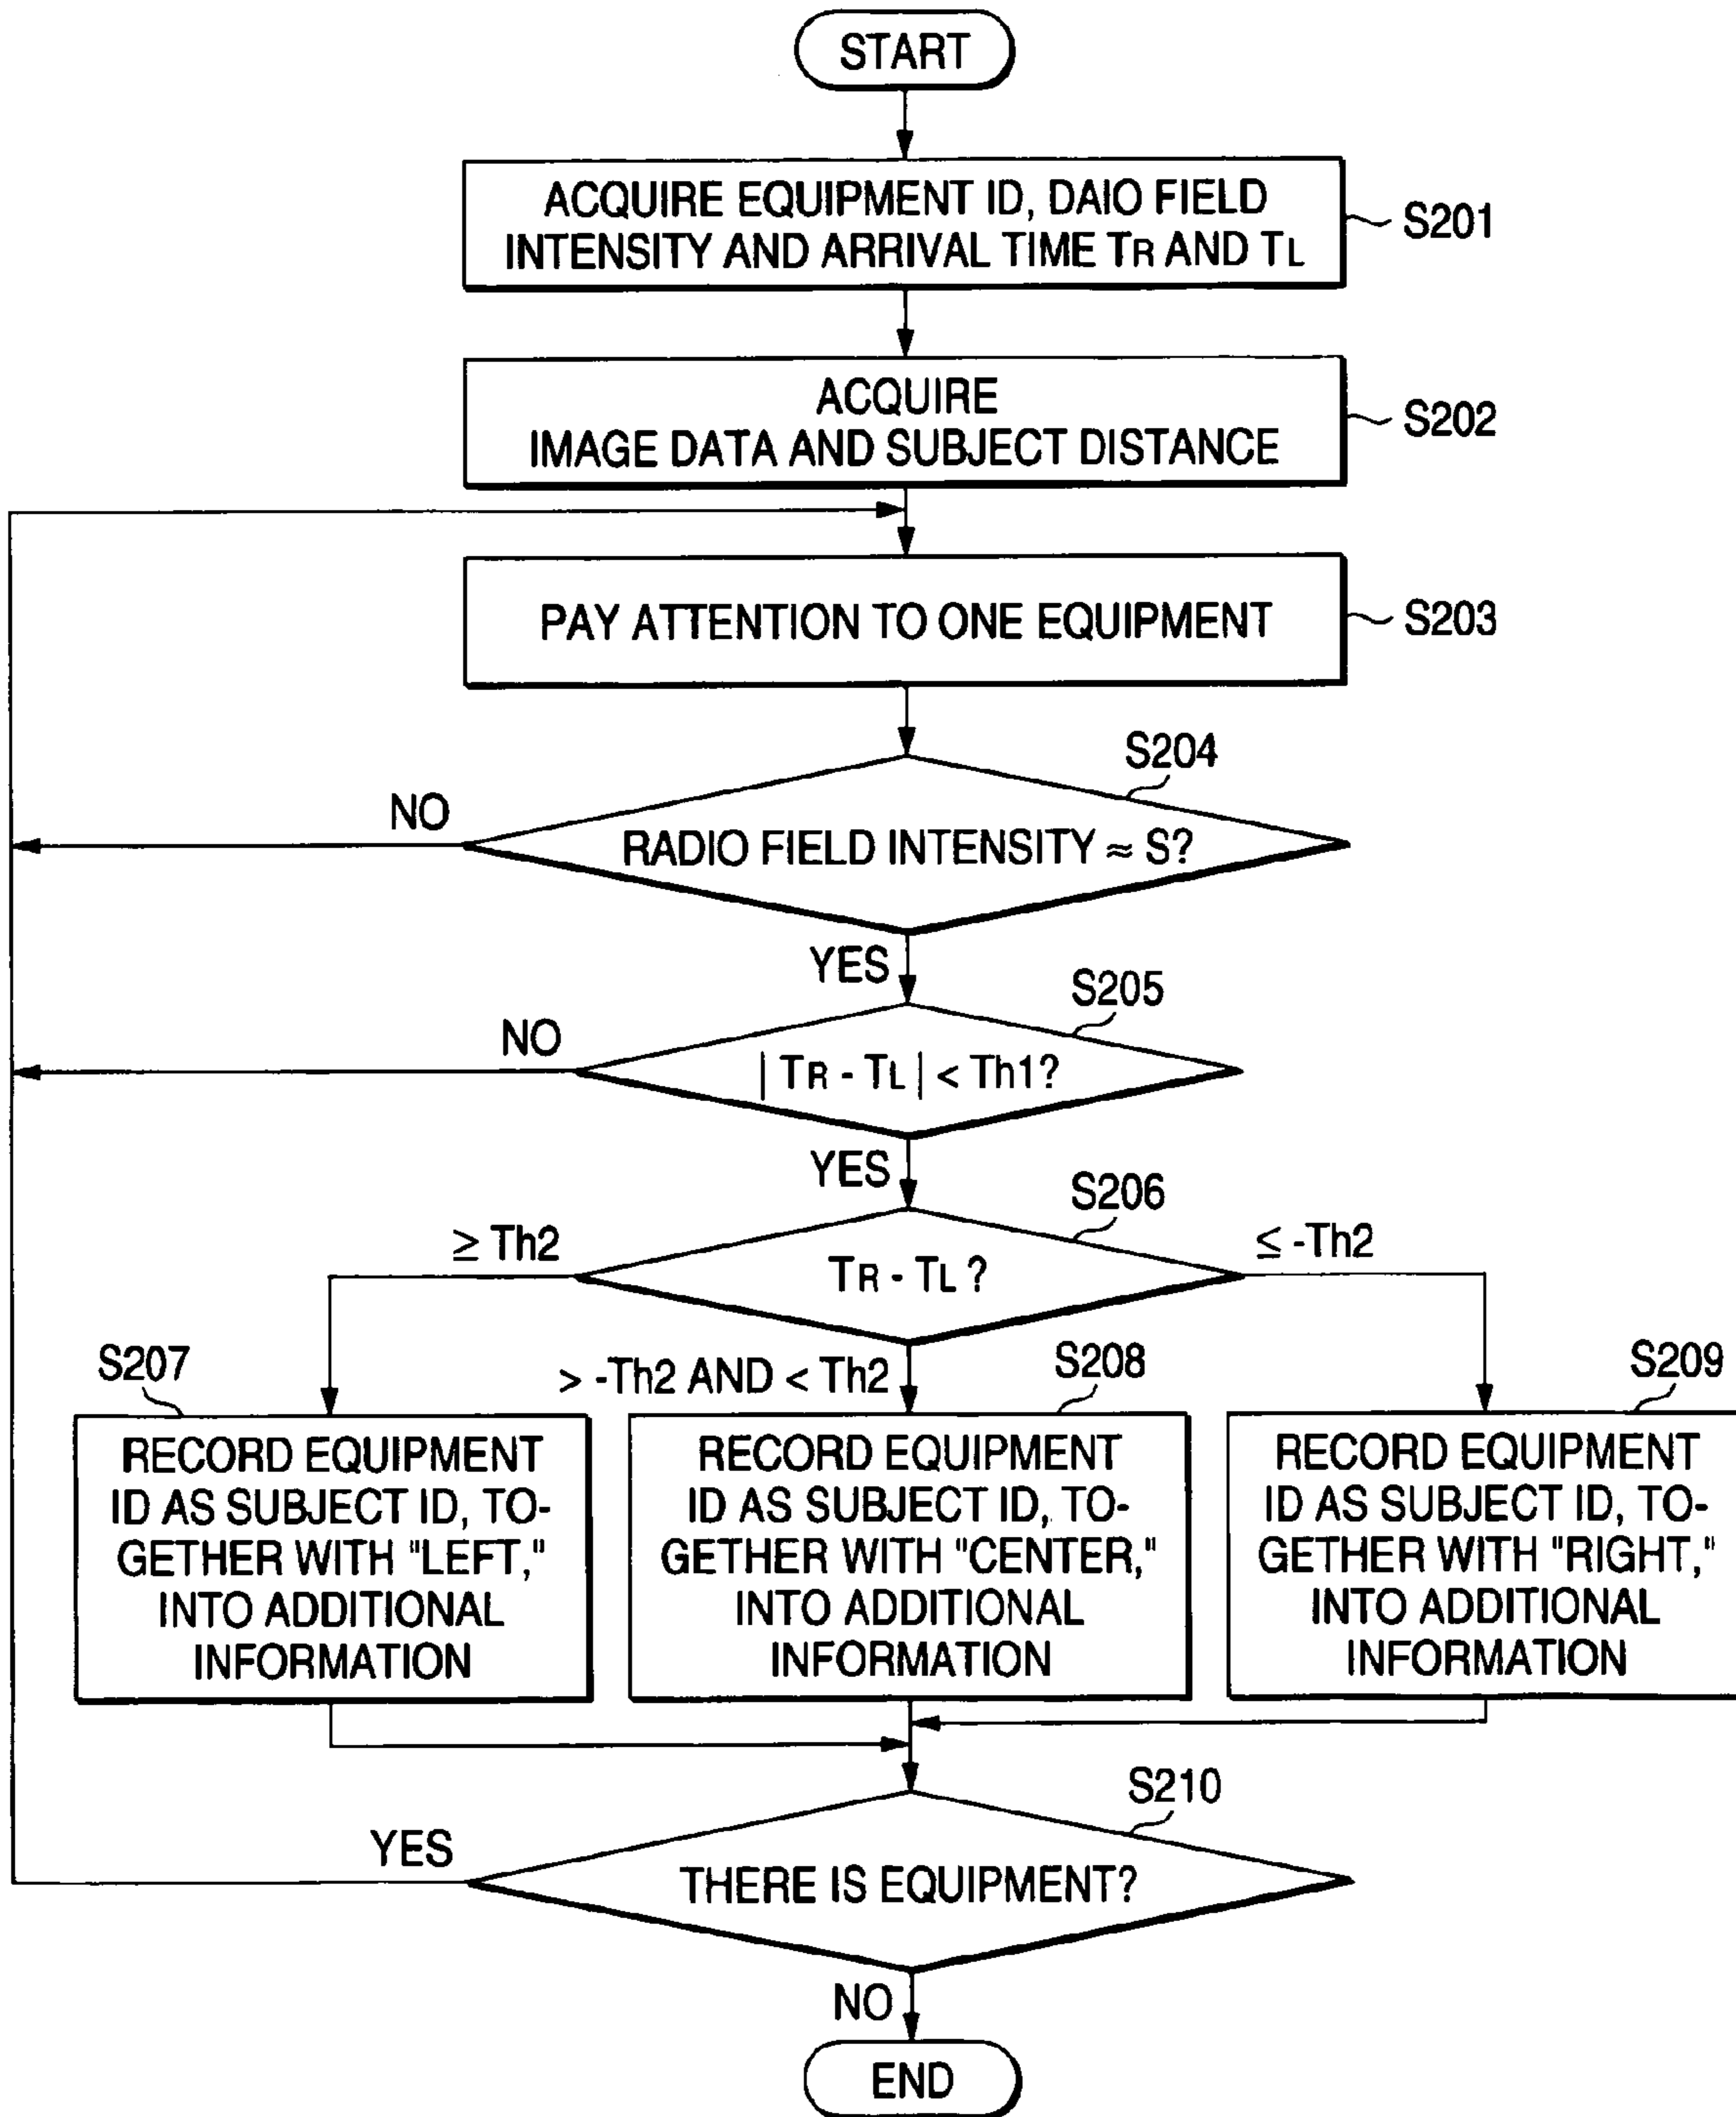 START
ACQUIRE EQUIPMENT ID, DAIO FIELD
INTENSITY AND ARRIVAL TIME TR AND TL
S201
ACQUIRE
IMAGE DATA AND SUBJECT DISTANCE
S202
PAY ATTENTION TO ONE EQUIPMENT
S203
S204
NO
RADIO FIELD INTENSITY ≈ S?
YES
S205
NO
| TR - TL | < Th1?
YES
S206
≥ Th2
≤ -Th2
TR - TL ?
S207
> -Th2 AND < Th2
S208
S209
RECORD EQUIPMENT
ID AS SUBJECT ID, TO-
GETHER WITH "LEFT,"
INTO ADDITIONAL
INFORMATION
RECORD EQUIPMENT
ID AS SUBJECT ID, TO-
GETHER WITH "CENTER,"
INTO ADDITIONAL
INFORMATION
RECORD EQUIPMENT
ID AS SUBJECT ID, TO-
GETHER WITH "RIGHT,"
INTO ADDITIONAL
INFORMATION
S210
YES
THERE IS EQUIPMENT?
NO
END